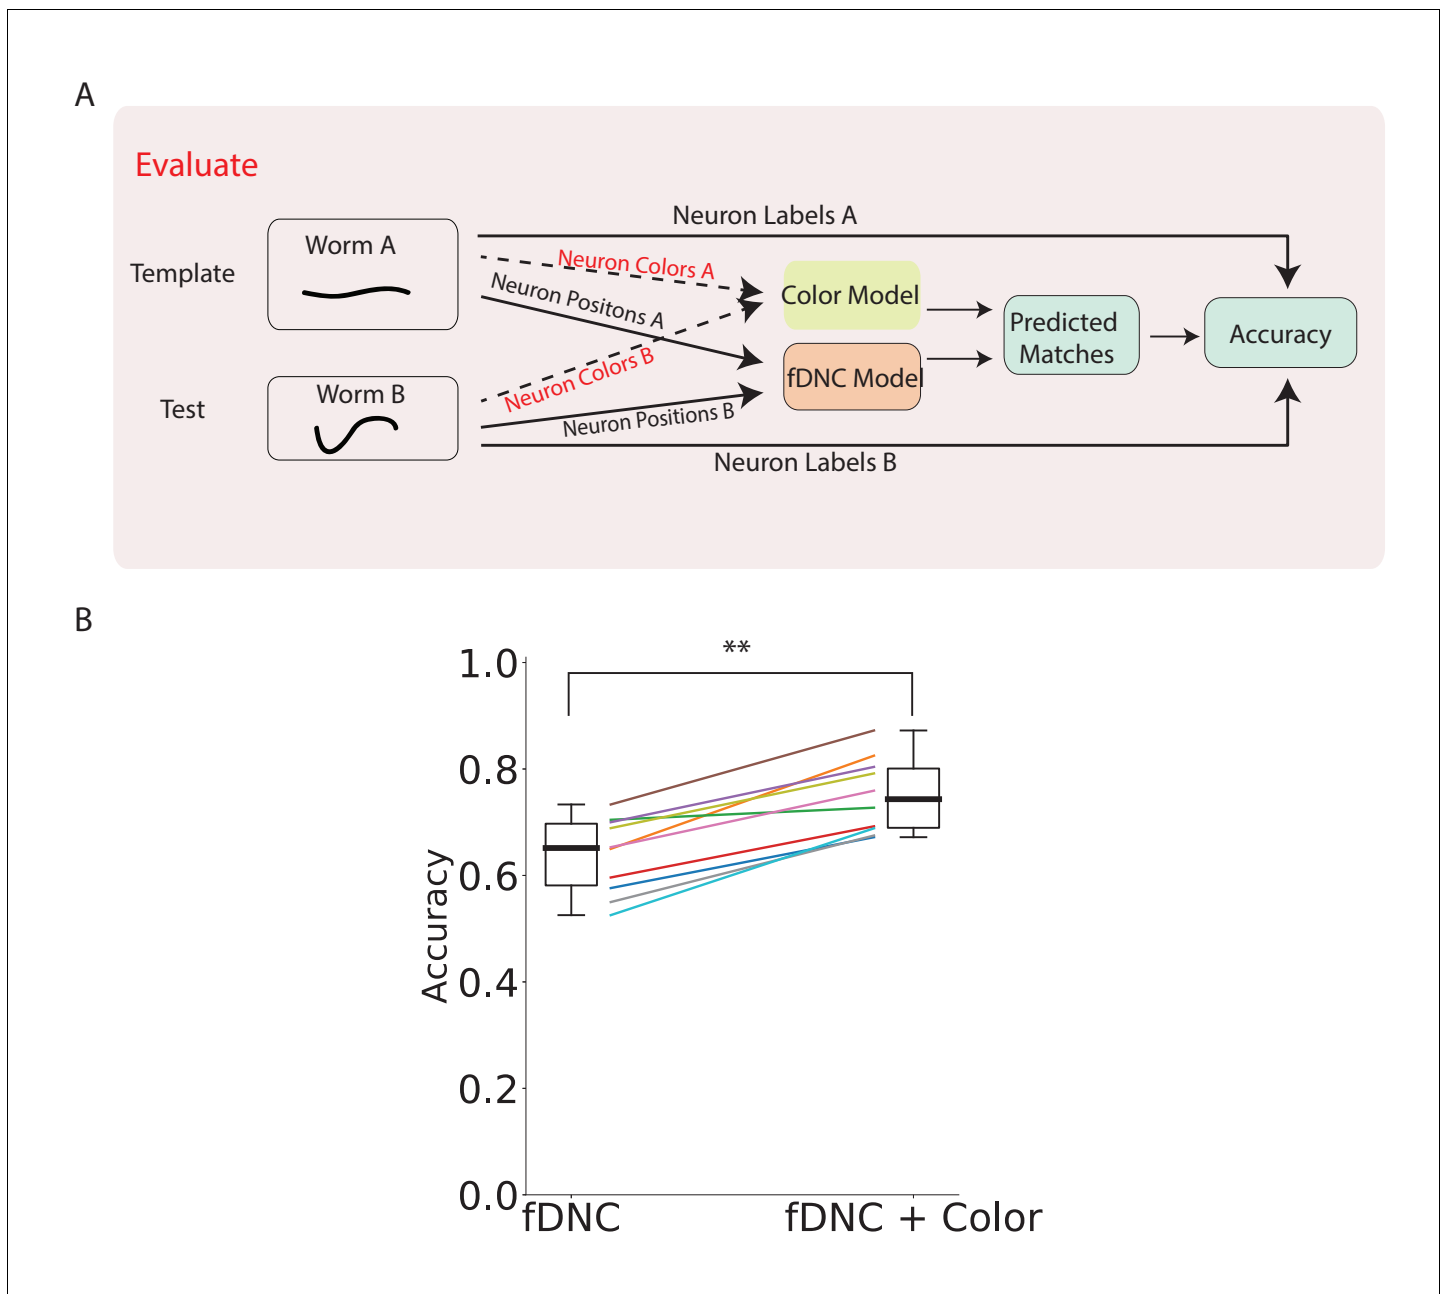 A
Evaluate
Neuron Labels A
Worm A
Template
Neuron Colors A
Neuron Positons A
Color Model
Predicted
Matches
Accuracy
fDNC Model
Neuron Colors B
Worm B
Test
Neuron Positions B
Neuron Labels B
B
**
1.0
0.8
0.6
0.4
0.2
0.0
Accuracy
fDNC
fDNC + Color